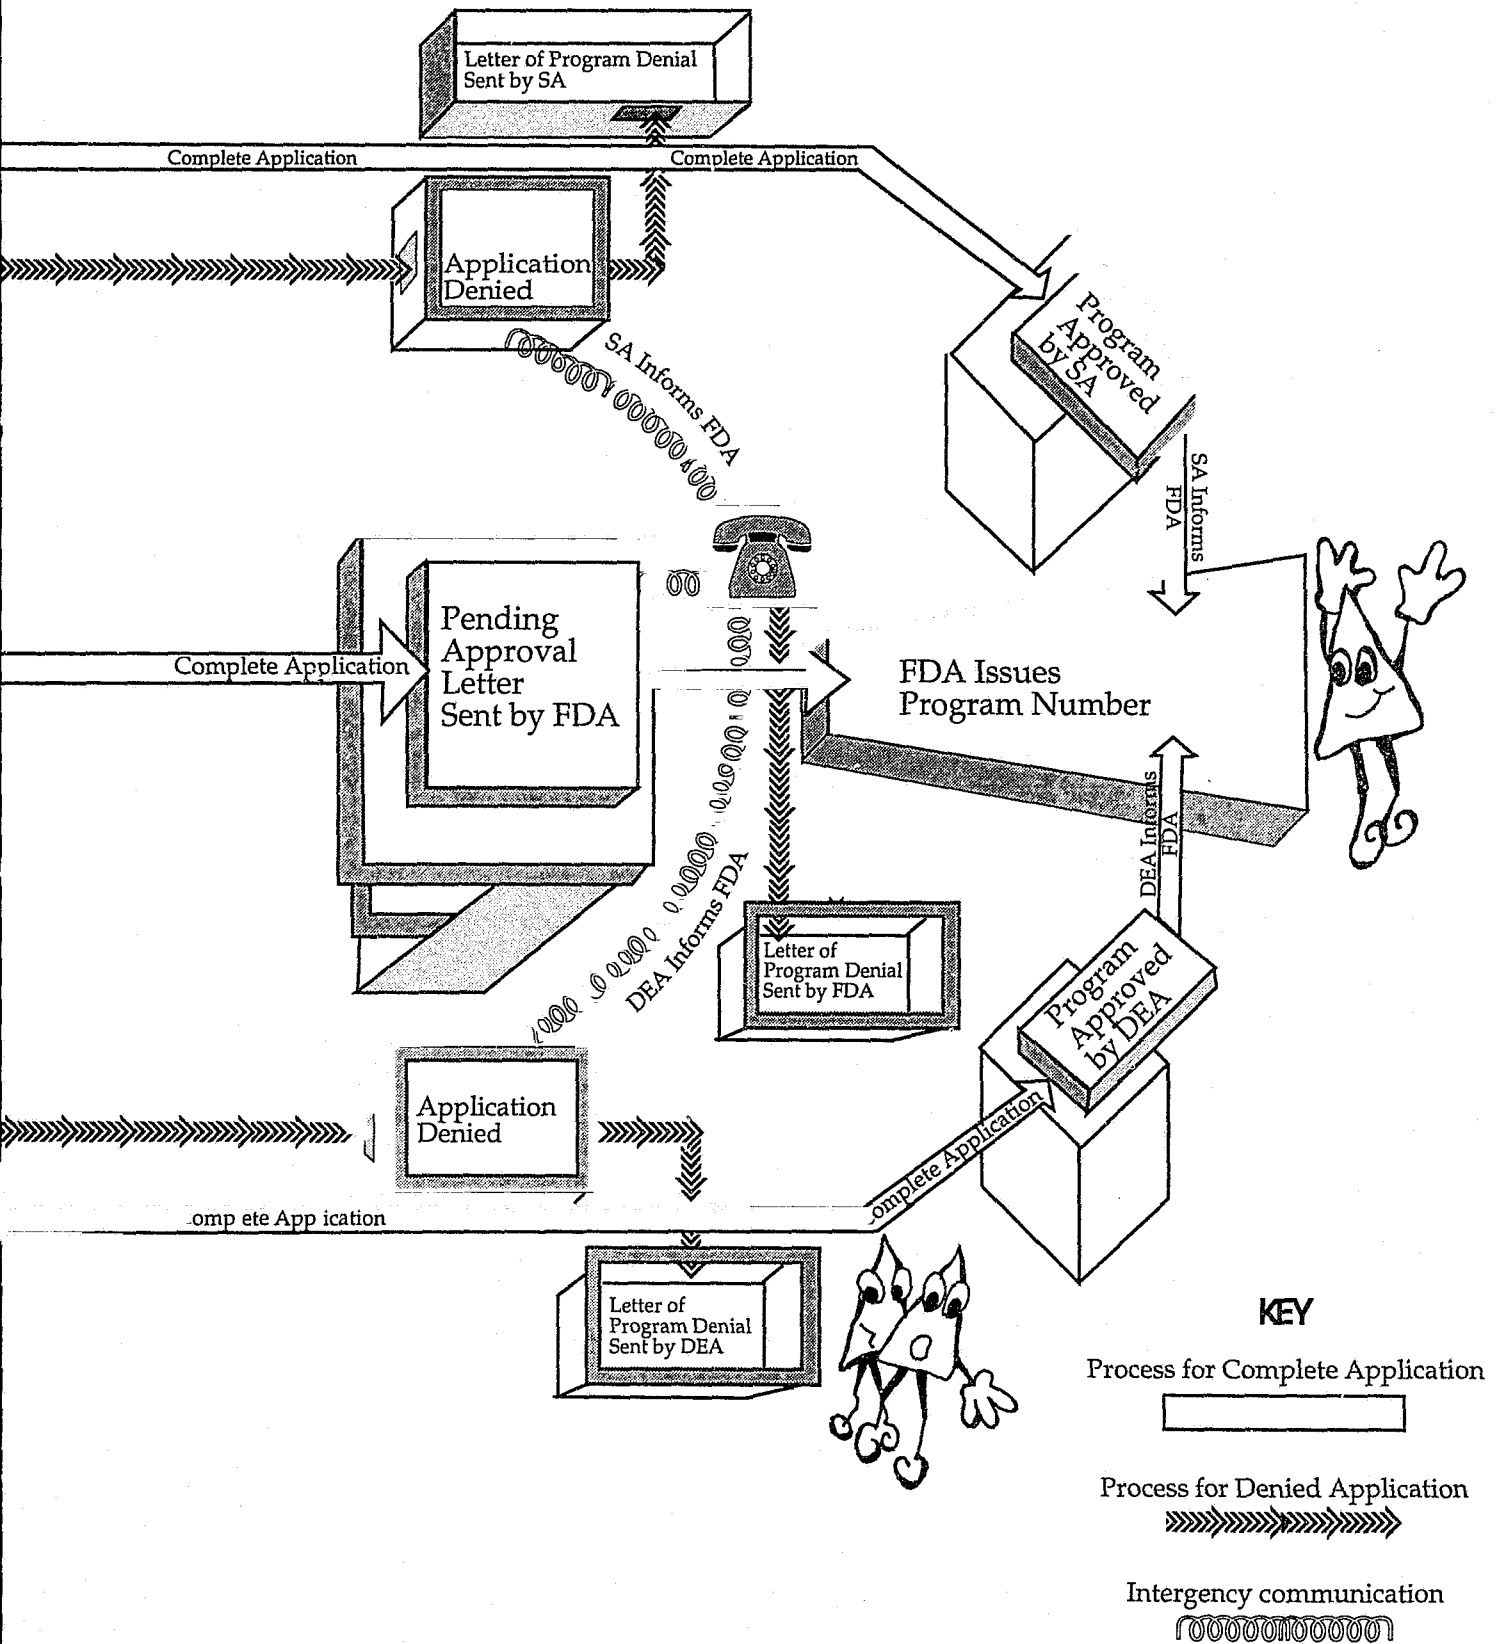 Letter of Program Denial
Sent by SA
Complete Application
Complete Application
Application
Denied
SA Informs FDA
Program
Approved
by SA
SA Informs
FDA
Pending
Approval
Letter
Sent by FDA
Complete Application
FDA Issues
Program Number
DEA Informs
FDA
DEA Informs FDA
Letter of
Program Denial
Sent by FDA
Program
Approved
by DEA
Application
Denied
omplete Application
omp ete App ication
Letter of
Program Denial
Sent by DEA
KEY
Process for Complete Application
Process for Denied Application
Intergency communication